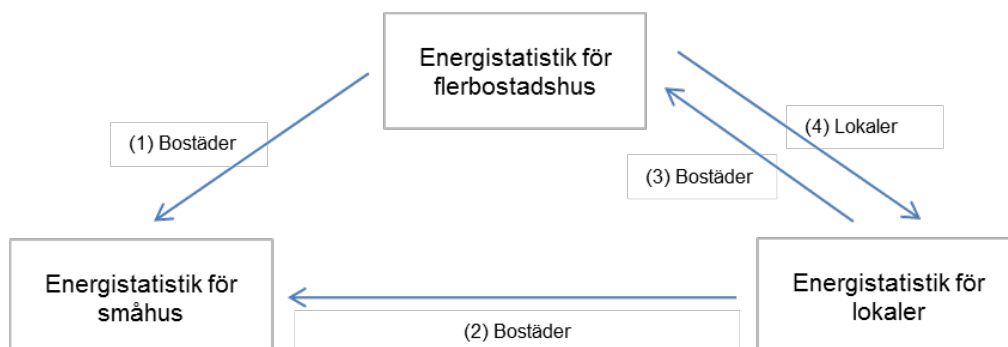 Energistatistik för
flerbostadshus
(1) Bostäder
(4) Lokaler
(3) Bostäder
Energistatistik för
småhus
Energistatistik för
lokaler
(2) Bostäder